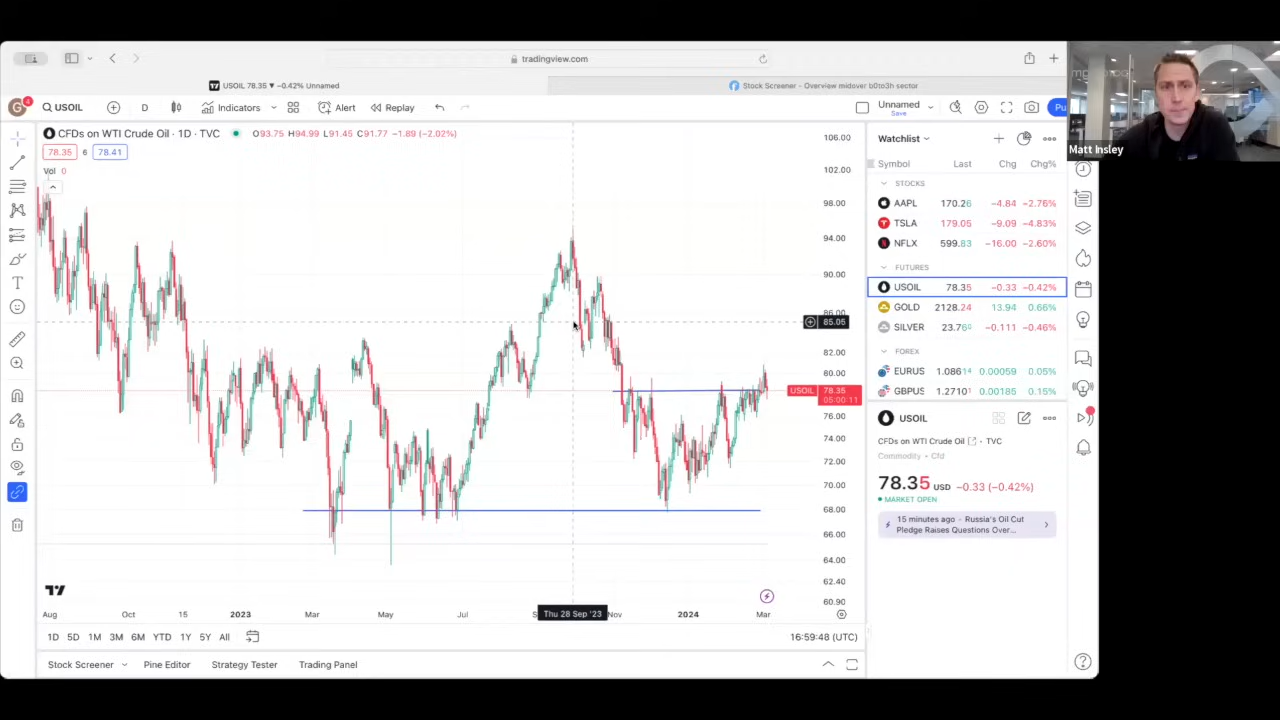 tradingview.com
USOIL 78.35 ▼ −0.42% Unnamed
Stock Screener - Overview midover b0to3h sector
G 4 USOIL D Indicators Alert Replay Unnamed Save Pu
Matt Insley
CFDs on WTI Crude Oil · 1D · TVC O93.75 H94.99 L91.45 C91.77 −1.89 (−2.02%)
78.35 6 78.41
Vol 0
106.00
102.00
98.00
94.00
90.00
86.00
85.05
82.00
80.00
USOIL 78.35
05:00:11
76.00
74.00
72.00
70.00
68.00
66.00
64.00
62.40
60.90
Aug Oct 15 2023 Mar May Jul Thu 28 Sep '23 Nov 2024 Mar
1D 5D 1M 3M 6M YTD 1Y 5Y All 16:59:48 (UTC)
Stock Screener Pine Editor Strategy Tester Trading Panel
Watchlist
Symbol Last Chg Chg%
STOCKS
AAPL 170.26 −4.84 −2.76%
TSLA 179.05 −9.09 −4.83%
NFLX 599.83 −16.00 −2.60%
FUTURES
USOIL 78.35 −0.33 −0.42%
GOLD 2128.24 13.94 0.66%
SILVER 23.760 −0.111 −0.46%
FOREX
EURUS 1.08614 0.00059 0.05%
GBPUS 1.27101 0.00185 0.15%
USOIL
CFDs on WTI Crude Oil · TVC
Commodity • Cfd
78.35 USD −0.33 (−0.42%)
MARKET OPEN
15 minutes ago · Russia's Oil Cut
Pledge Raises Questions Over...